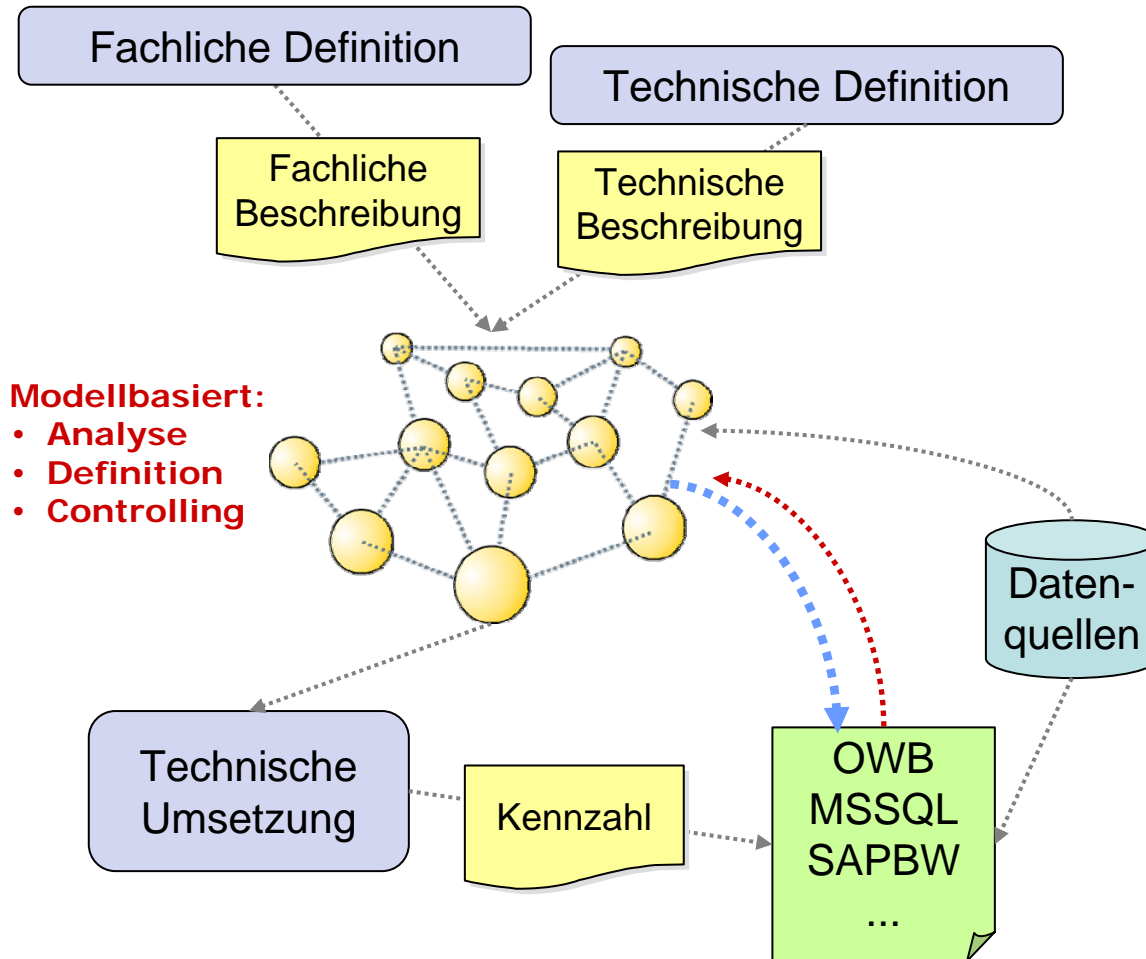 Fachliche Definition
Technische Definition
Fachliche
Beschreibung
Technische
Beschreibung
Modellbasiert:
• Analyse
• Definition
• Controlling
Daten-
quellen
Technische
Umsetzung
Kennzahl
OWB
MSSQL
SAPBW
...